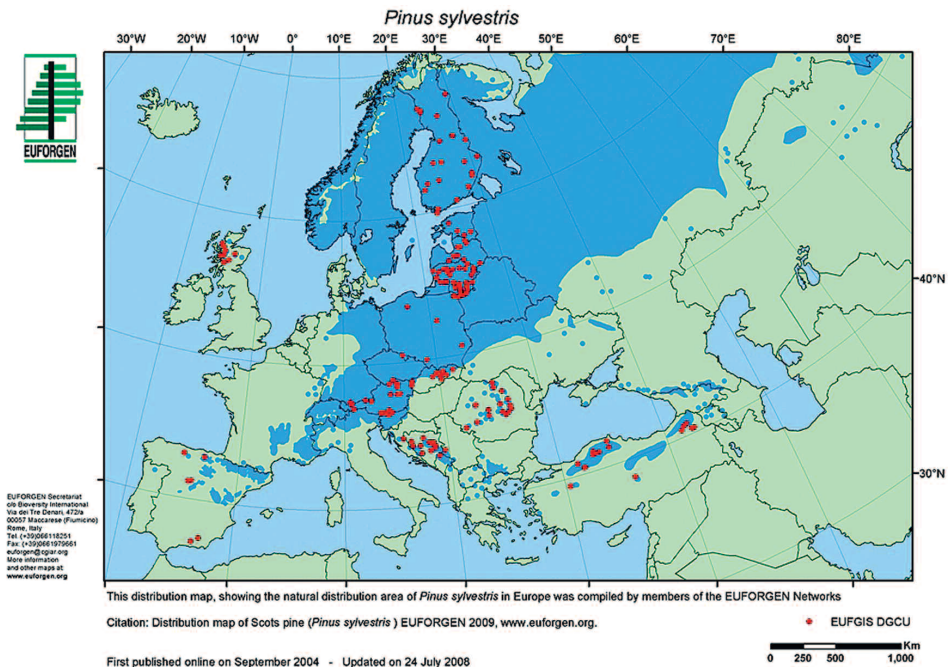 Pinus sylvestris
30°W 20°W 10°W 0° 10°E 20°E 30°E 40°E 50°E 60°E 70°E 80°E
EUFORGEN
40°N
30°N
EUFORGEN Secretariat
c/o Bioversity International
Via dei Tre Denari, 472/a
00057 Maccarese (Fiumicino)
Rome, Italy
Tel. (+39)066118251
Fax: (+39)0661979661
euforgen@cgiar.org
More information
and other maps at:
www.euforgen.org
This distribution map, showing the natural distribution area of Pinus sylvestris in Europe was compiled by members of the EUFORGEN Networks
Citation: Distribution map of Scots pine (Pinus sylvestris ) EUFORGEN 2009, www.euforgen.org.
EUFGIS DGCU
First published online on September 2004 - Updated on 24 July 2008
Km
0 250 500 1,000